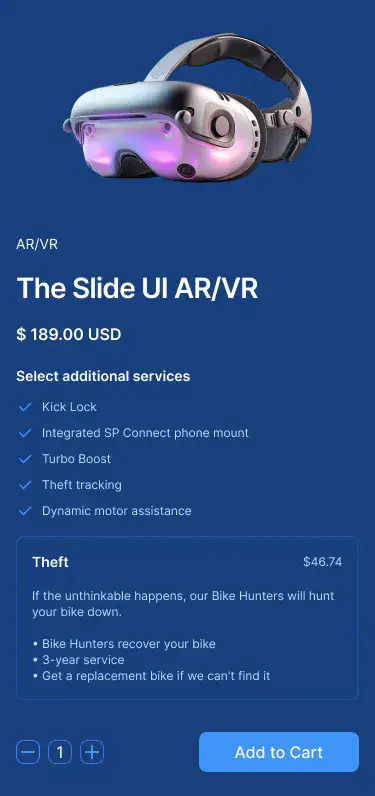 AR/VR
The Slide UI AR/VR
$ 189.00 USD
Select additional services
Kick Lock
Integrated SP Connect phone mount
Turbo Boost
Theft tracking
Dynamic motor assistance
Theft $46.74
If the unthinkable happens, our Bike Hunters will hunt
your bike down.
• Bike Hunters recover your bike
• 3-year service
• Get a replacement bike if we can't find it
1 Add to Cart